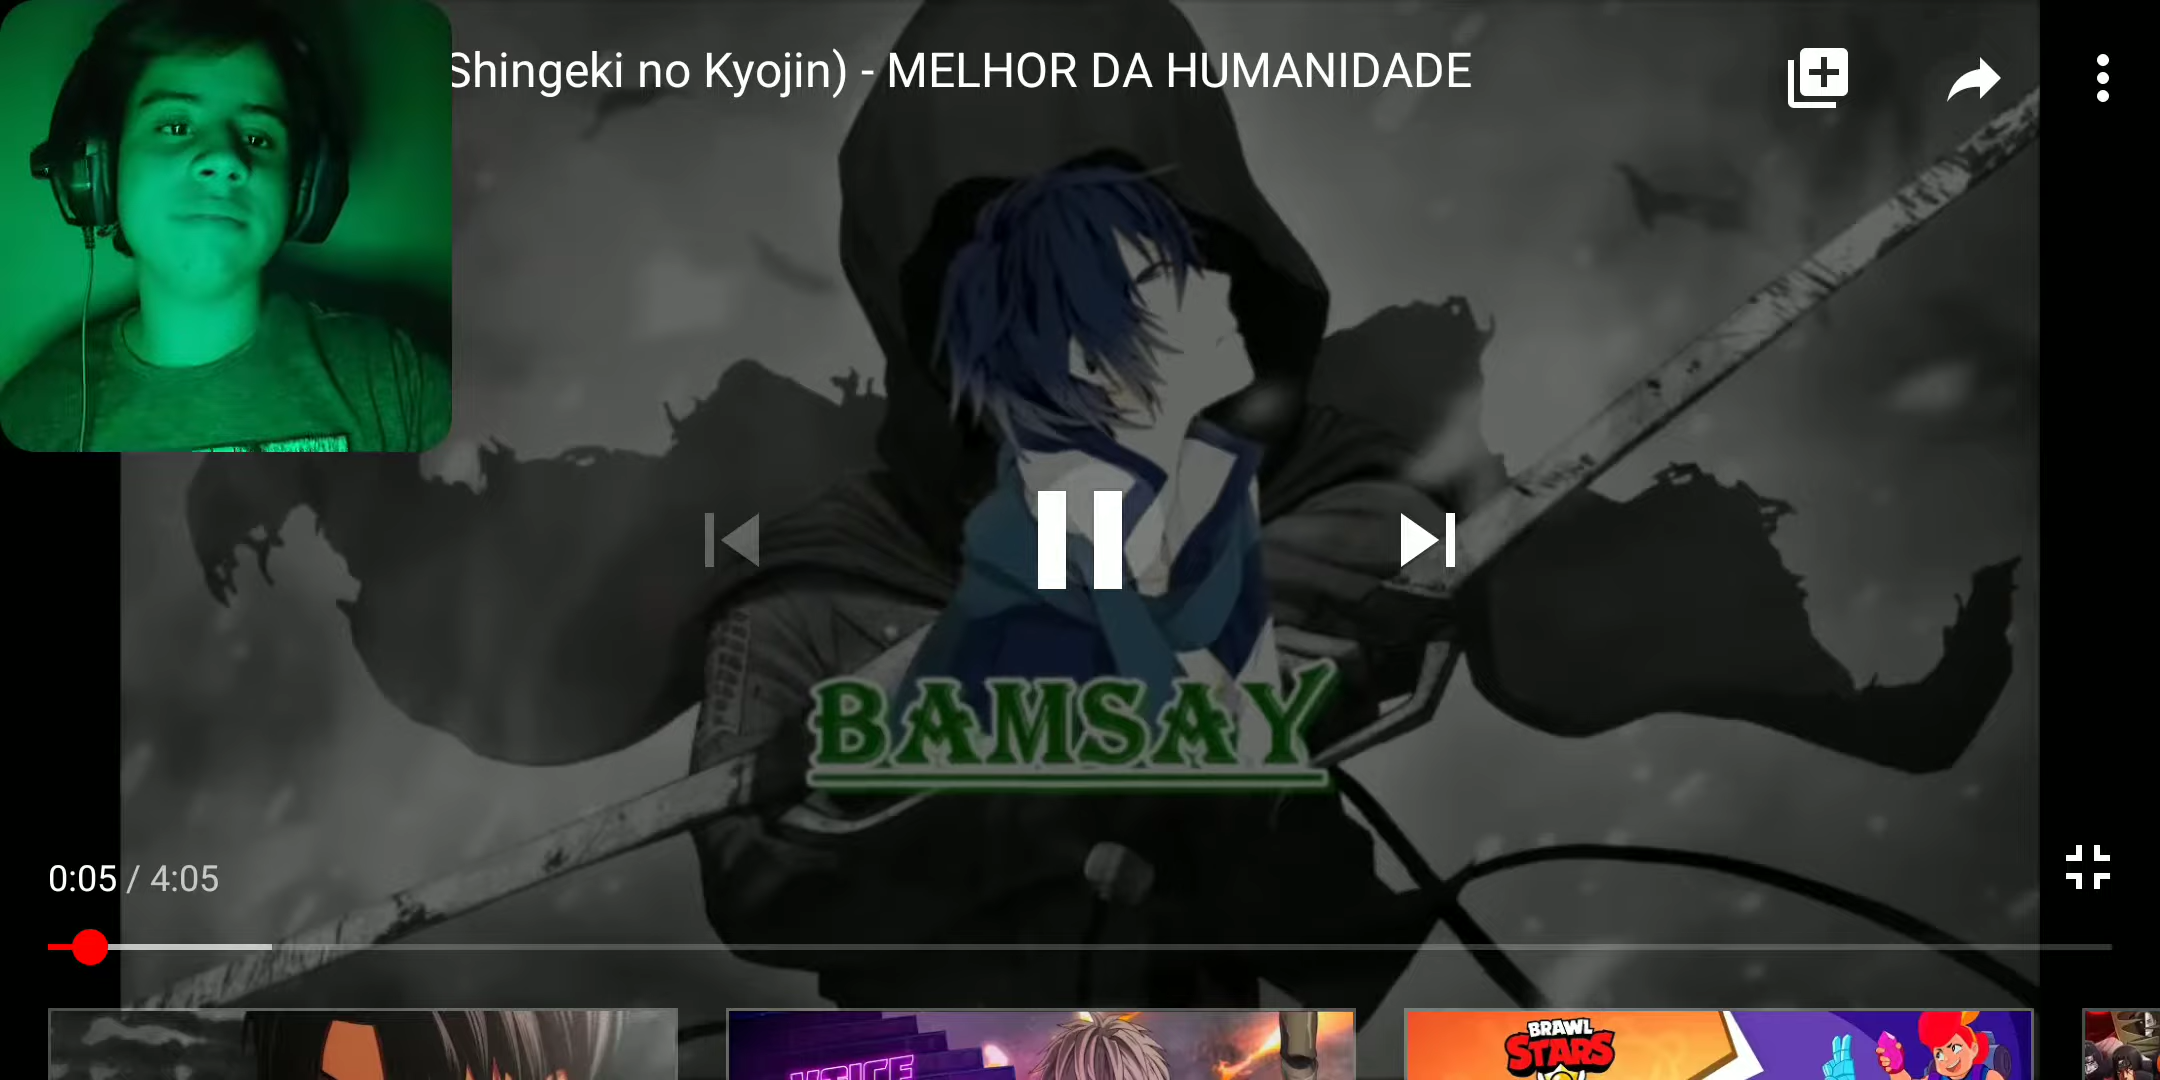 Shingeki no Kyojin) - MELHOR DA HUMANIDADE
BAMSAY
0:05 / 4:05
BRAWL
STARS